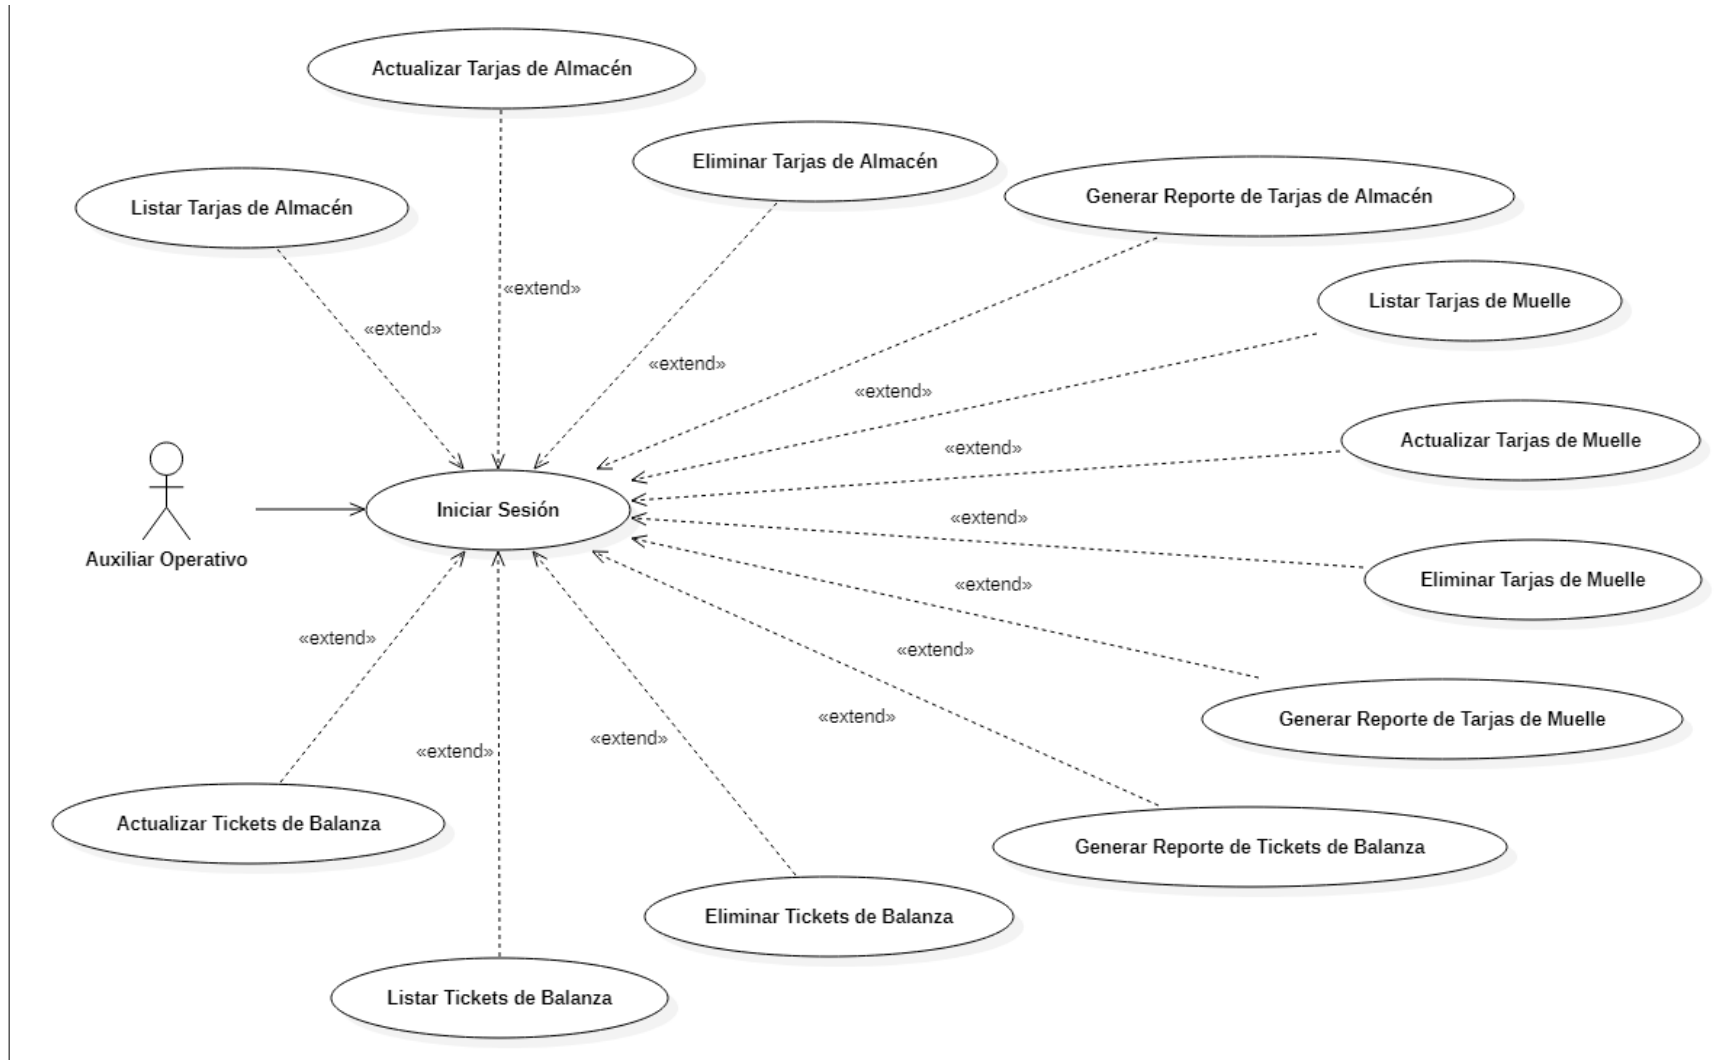 Actualizar Tarjas de Almacén
Eliminar Tarjas de Almacén
Generar Reporte de Tarjas de Almacén
Listar Tarjas de Almacén
«extend»
Listar Tarjas de Muelle
«extend»
«extend»
«extend»
Actualizar Tarjas de Muelle
«extend»
Iniciar Sesión
«extend»
Auxiliar Operativo
Eliminar Tarjas de Muelle
«extend»
«extend»
«extend»
Generar Reporte de Tarjas de Muelle
«extend»
«extend»
«extend»
Actualizar Tickets de Balanza
Generar Reporte de Tickets de Balanza
Eliminar Tickets de Balanza
Listar Tickets de Balanza